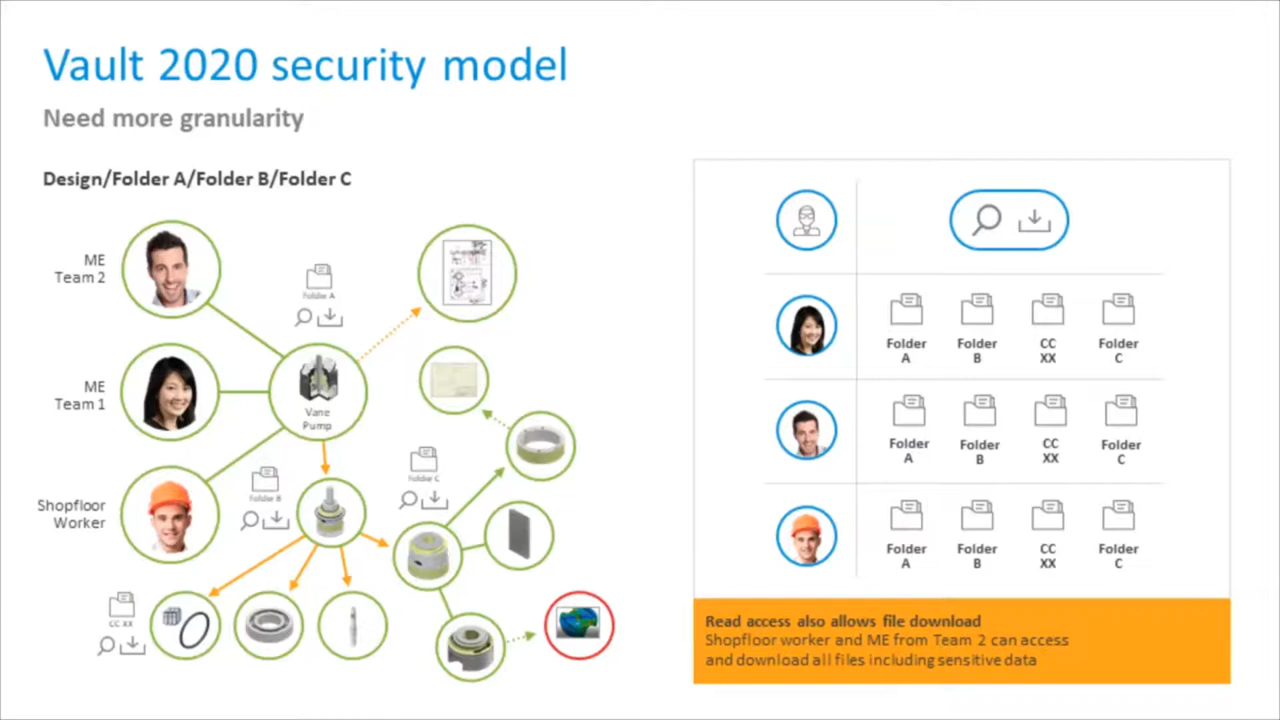 Vault 2020 security model
Need more granularity
Design/Folder A/Folder B/Folder C
ME
Team 2
Folder A
ME
Team 1
Vane
Pump
Shopfloor
Worker
Folder B
Folder C
CC XX
Folder
A
Folder
B
CC
XX
Folder
C
Folder
A
Folder
B
CC
XX
Folder
C
Folder
A
Folder
B
CC
XX
Folder
C
Read access also allows file download
Shopfloor worker and ME from Team 2 can access
and download all files including sensitive data